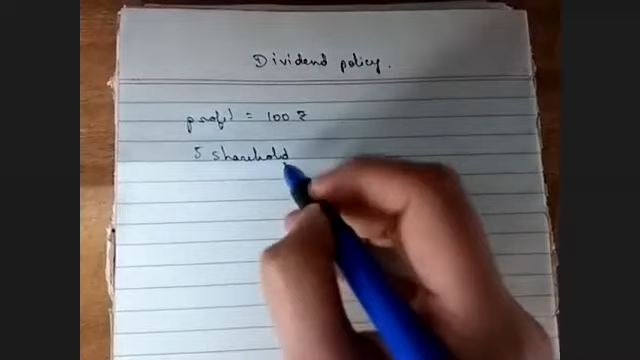 Dividend policy.
profit = 100 ₹
5 sharehold